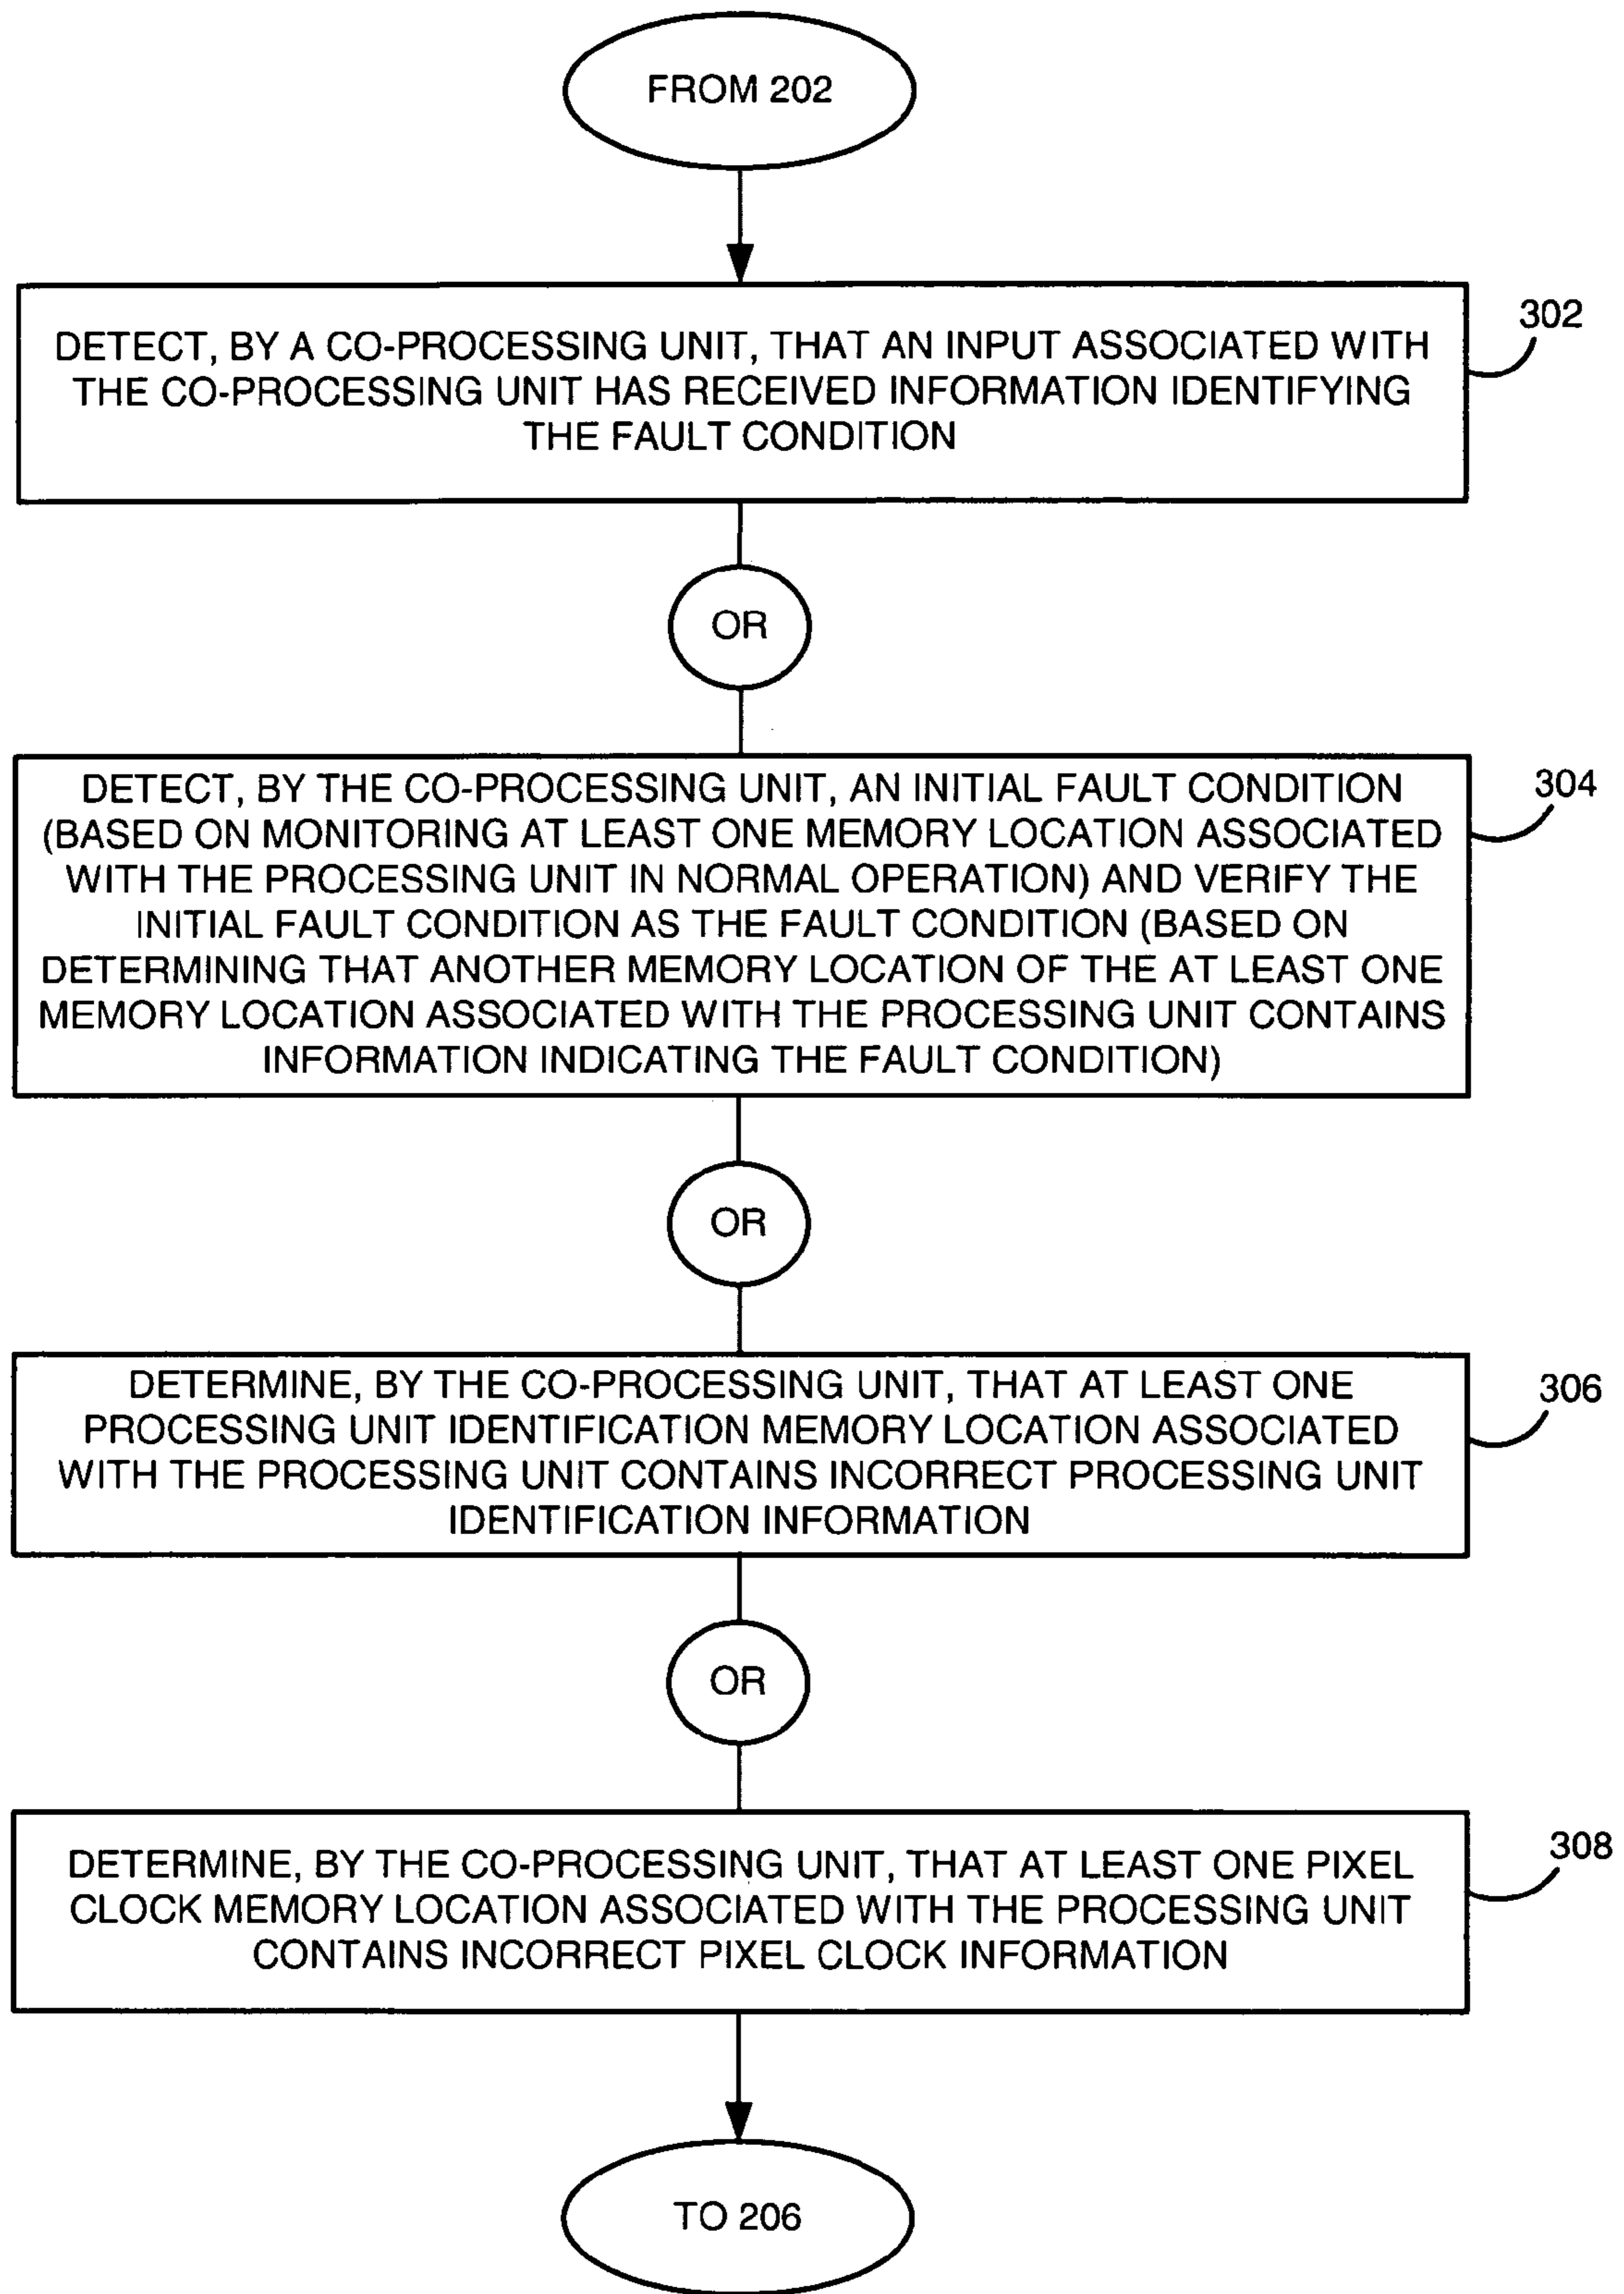 FROM 202
302
DETECT, BY A CO-PROCESSING UNIT, THAT AN INPUT ASSOCIATED WITH
THE CO-PROCESSING UNIT HAS RECEIVED INFORMATION IDENTIFYING
THE FAULT CONDITION
OR
304
DETECT, BY THE CO-PROCESSING UNIT, AN INITIAL FAULT CONDITION
(BASED ON MONITORING AT LEAST ONE MEMORY LOCATION ASSOCIATED
WITH THE PROCESSING UNIT IN NORMAL OPERATION) AND VERIFY THE
INITIAL FAULT CONDITION AS THE FAULT CONDITION (BASED ON
DETERMINING THAT ANOTHER MEMORY LOCATION OF THE AT LEAST ONE
MEMORY LOCATION ASSOCIATED WITH THE PROCESSING UNIT CONTAINS
INFORMATION INDICATING THE FAULT CONDITION)
OR
306
DETERMINE, BY THE CO-PROCESSING UNIT, THAT AT LEAST ONE
PROCESSING UNIT IDENTIFICATION MEMORY LOCATION ASSOCIATED
WITH THE PROCESSING UNIT CONTAINS INCORRECT PROCESSING UNIT
IDENTIFICATION INFORMATION
OR
308
DETERMINE, BY THE CO-PROCESSING UNIT, THAT AT LEAST ONE PIXEL
CLOCK MEMORY LOCATION ASSOCIATED WITH THE PROCESSING UNIT
CONTAINS INCORRECT PIXEL CLOCK INFORMATION
TO 206